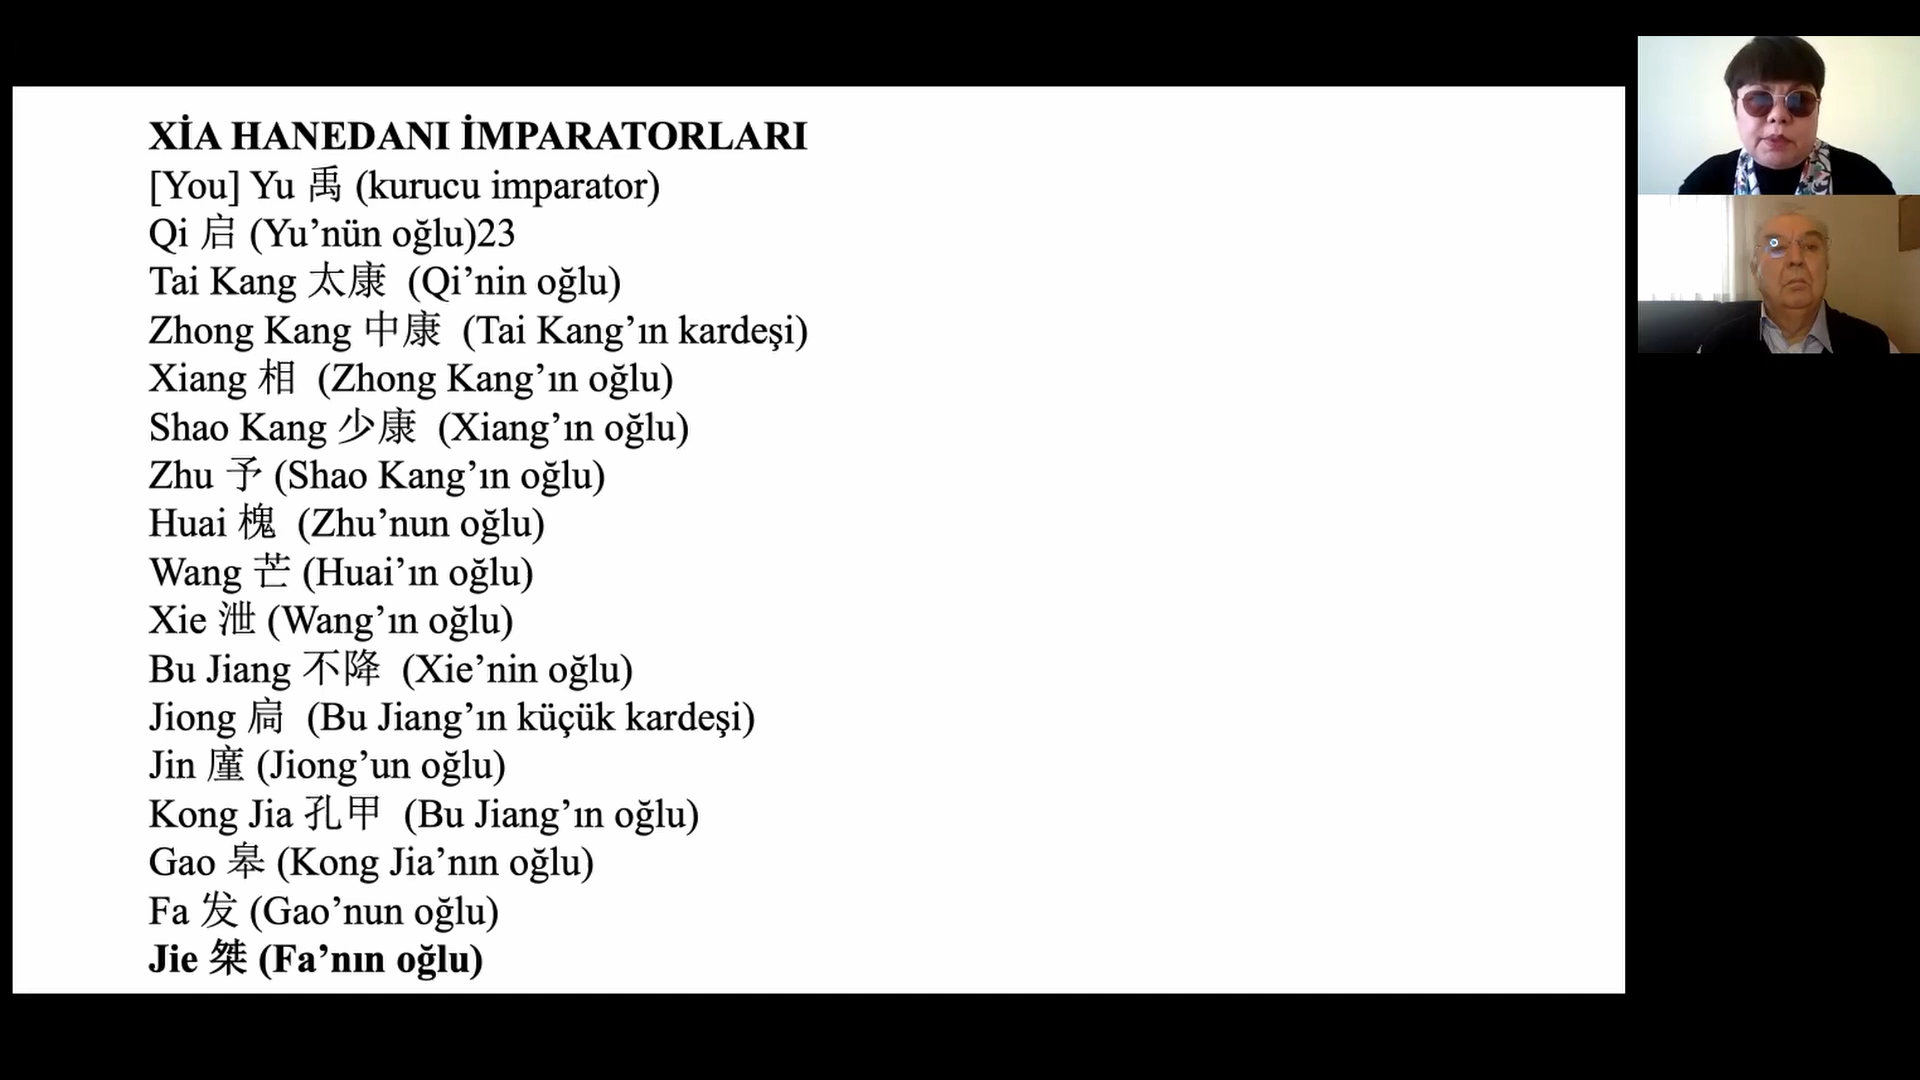 XİA HANEDANI İMPARATORLARI
[You] Yu 禹 (kurucu imparator)
Qi 启 (Yu’nün oğlu)23
Tai Kang 太康 (Qi’nin oğlu)
Zhong Kang 中康 (Tai Kang’ın kardeşi)
Xiang 相 (Zhong Kang’ın oğlu)
Shao Kang 少康 (Xiang’ın oğlu)
Zhu 予 (Shao Kang’ın oğlu)
Huai 槐 (Zhu’nun oğlu)
Wang 芒 (Huai’ın oğlu)
Xie 泄 (Wang’ın oğlu)
Bu Jiang 不降 (Xie’nin oğlu)
Jiong 扃 (Bu Jiang’ın küçük kardeşi)
Jin 廑 (Jiong’un oğlu)
Kong Jia 孔甲 (Bu Jiang’ın oğlu)
Gao 皋 (Kong Jia’nın oğlu)
Fa 发 (Gao’nun oğlu)
Jie 桀 (Fa’nın oğlu)